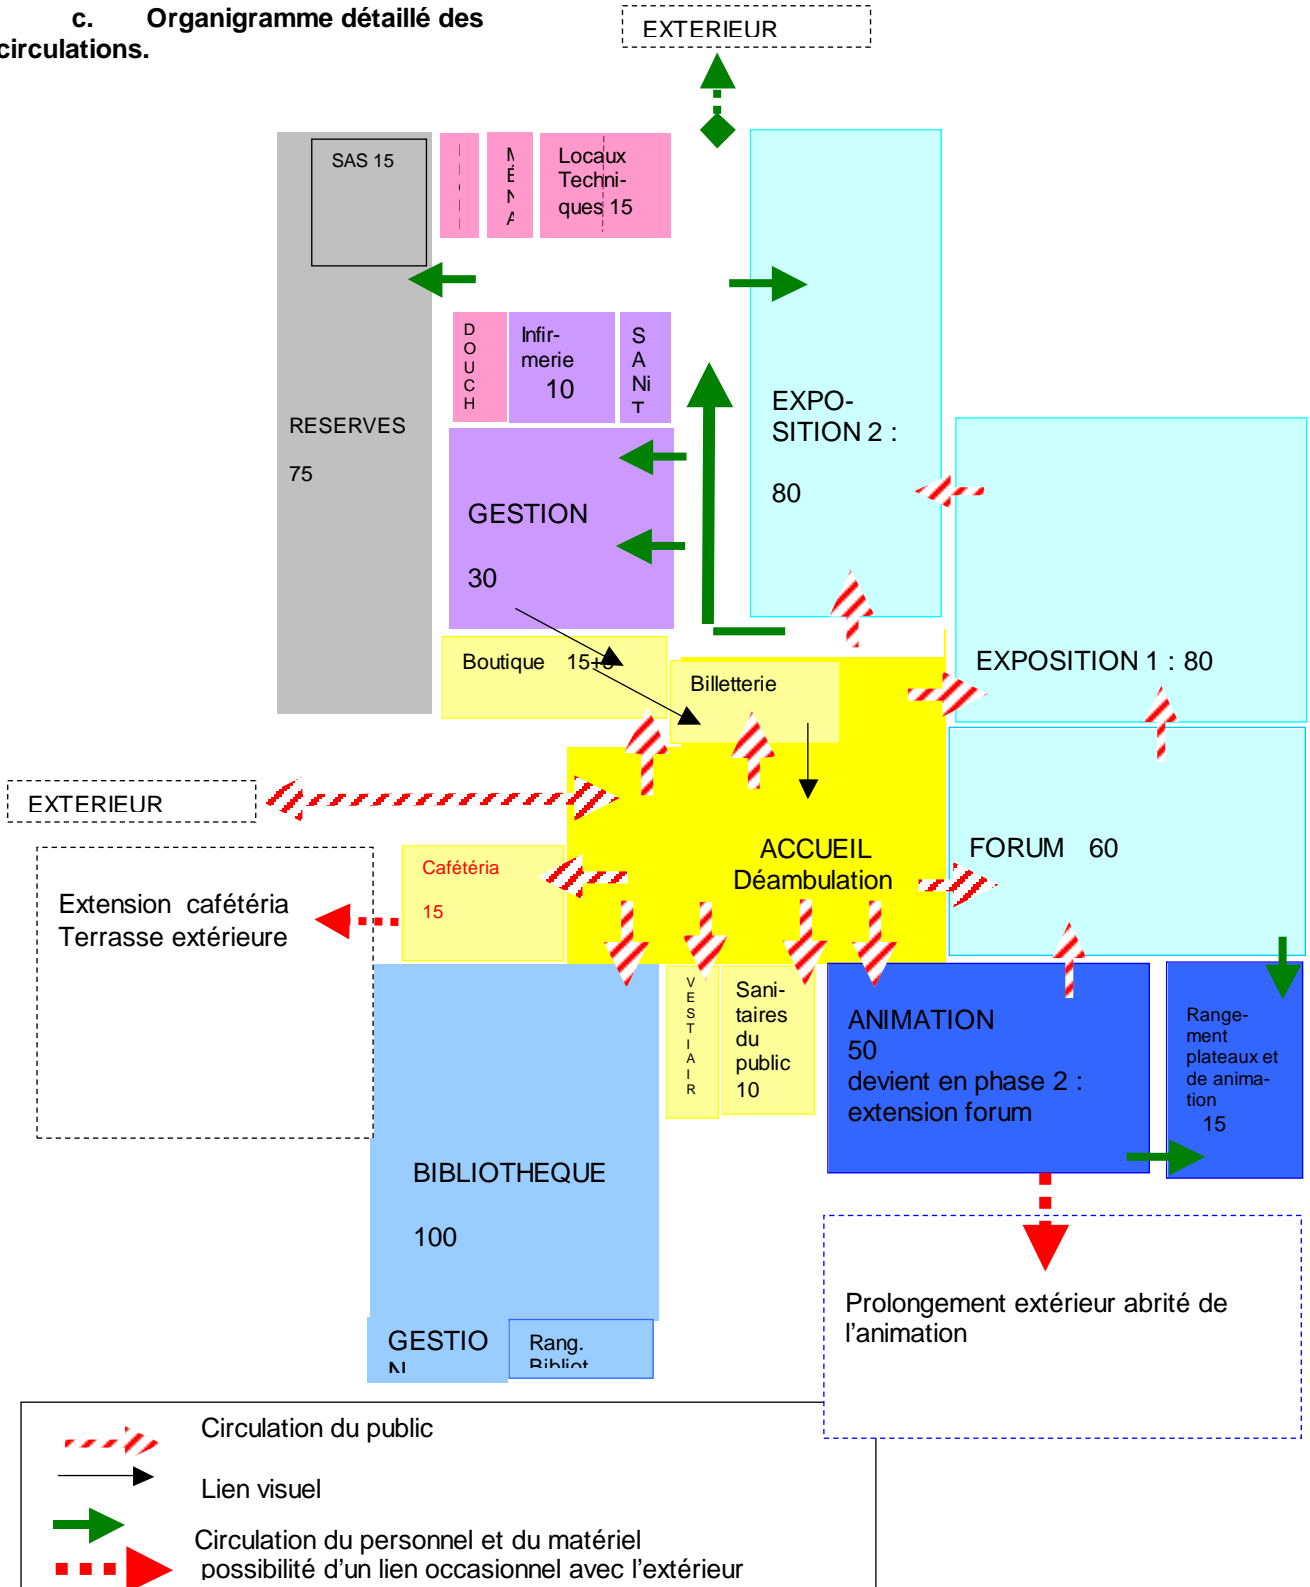 c. Organigramme détaillé des
circulations.
EXTERIEUR
SAS 15
M
É
N
A
Locaux
Techni-
ques 15
D
O
U
C
H
Infir-
merie
10
S
A
Ni
T
RESERVES
75
EXPO-
SITION 2 :
80
GESTION
30
Boutique 15+5
Billetterie
EXPOSITION 1 : 80
EXTERIEUR
ACCUEIL
Déambulation
FORUM 60
Cafétéria
15
Extension cafétéria
Terrasse extérieure
V
E
S
T
I
A
I
R
Sani-
taires
du
public
10
ANIMATION
50
devient en phase 2 :
extension forum
Range-
ment
plateaux et
de anima-
tion
15
BIBLIOTHEQUE
100
GESTIO
N
Rang.
Bibliot
Prolongement extérieur abrité de
l'animation
Circulation du public
Lien visuel
Circulation du personnel et du matériel
possibilité d'un lien occasionnel avec l'extérieur